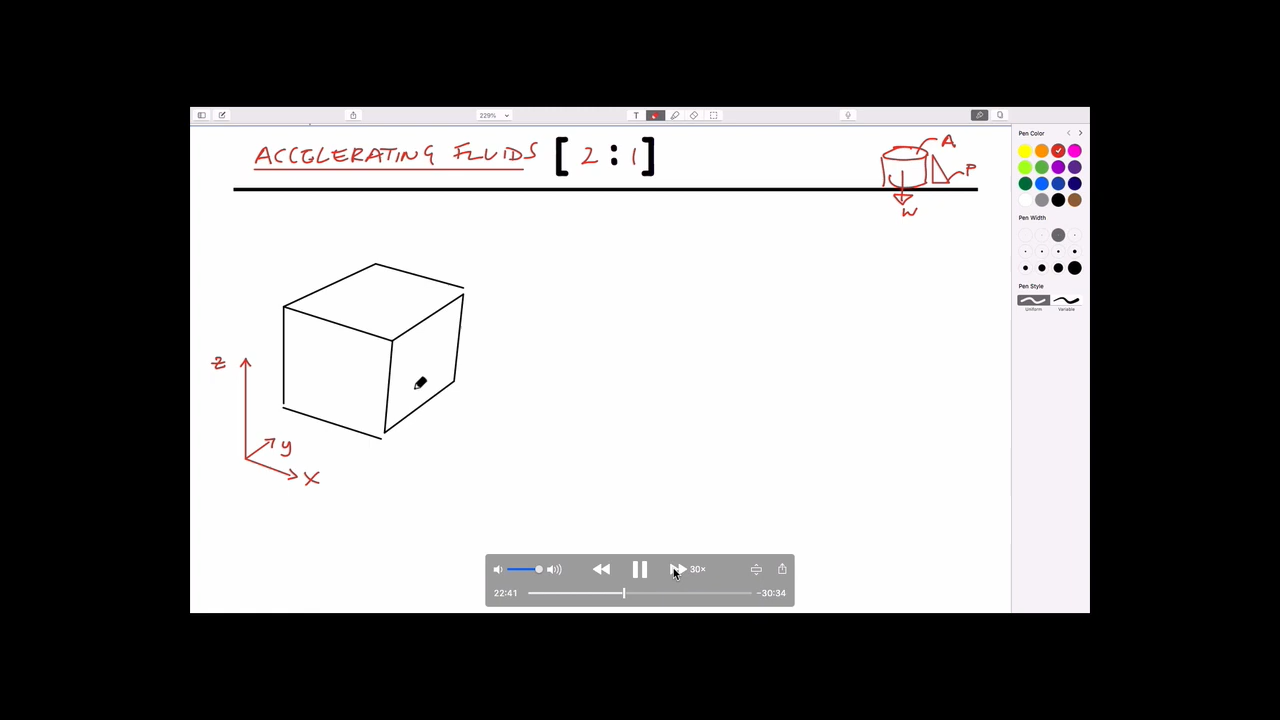 229%
T
ACCELERATING FLUIDS [2:1]
A
P
W
z
y
x
Pen Color
Pen Width
Pen Style
Uniform
Variable
30×
22:41
−30:34